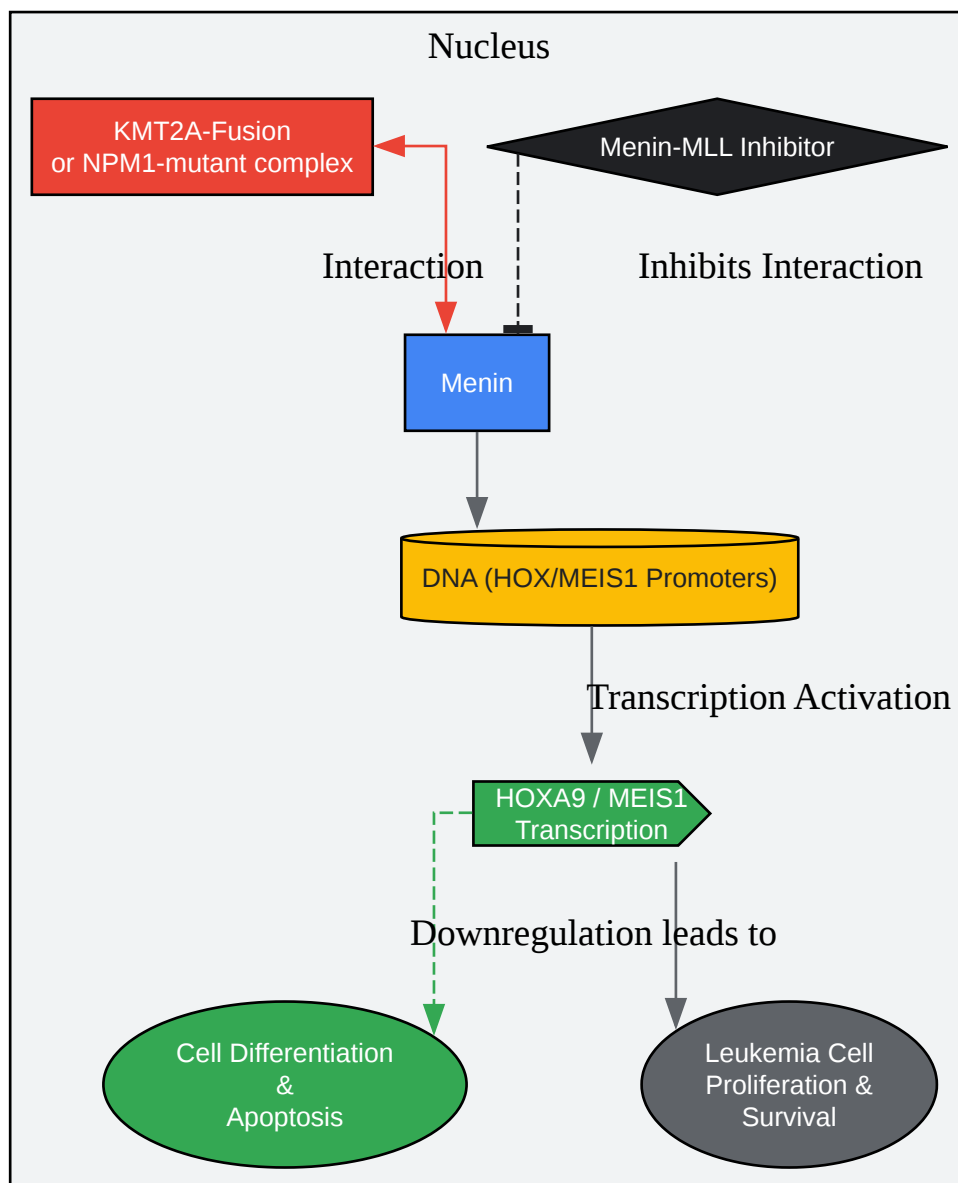 Nucleus
KMT2A-Fusion
or NPM1-mutant complex
Menin-MLL Inhibitor
Interaction
Inhibits Interaction
Menin
DNA (HOX/MEIS1 Promoters)
Transcription Activation
HOXA9 / MEIS1
Transcription
Downregulation leads to
Cell Differentiation
&
Apoptosis
Leukemia Cell
Proliferation &
Survival